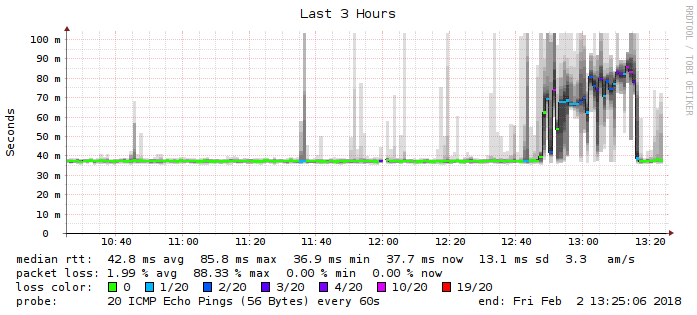 Last 3 Hours
RRDTOOL / TOBI OETIKER
Seconds
100 m
90 m
80 m
70 m
60 m
50 m
40 m
30 m
20 m
10 m
0
10:40 11:00 11:20 11:40 12:00 12:20 12:40 13:00 13:20
median rtt: 42.8 ms avg 85.8 ms max 36.9 ms min 37.7 ms now 13.1 ms sd 3.3 am/s
packet loss: 1.99 % avg 88.33 % max 0.00 % min 0.00 % now
loss color: 0 1/20 2/20 3/20 4/20 10/20 19/20
probe: 20 ICMP Echo Pings (56 Bytes) every 60s end: Fri Feb 2 13:25:06 2018